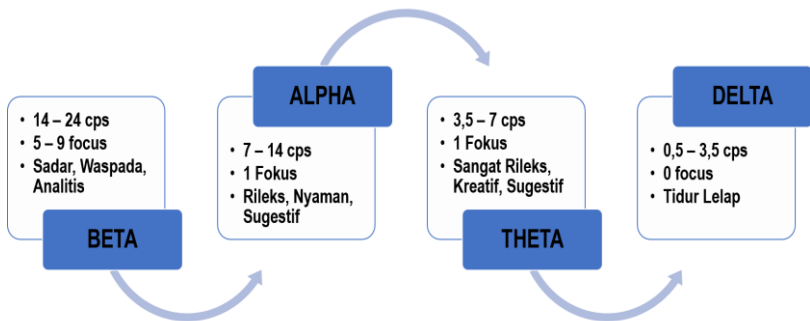 • 14 – 24 cps
• 5 – 9 focus
• Sadar, Waspada,
Analitis
BETA
ALPHA
• 7 – 14 cps
• 1 Fokus
• Rileks, Nyaman,
Sugestif
• 3,5 – 7 cps
• 1 Fokus
• Sangat Rileks,
Kreatif, Sugestif
THETA
DELTA
• 0,5 – 3,5 cps
• 0 focus
• Tidur Lelap